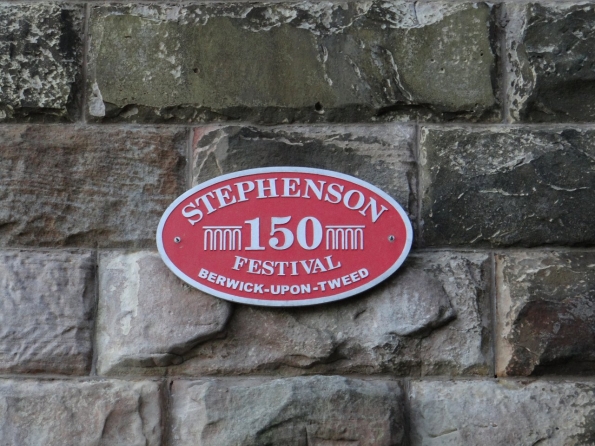 STEPHENSON
150
FESTIVAL
BERWICK-UPON-TWEED